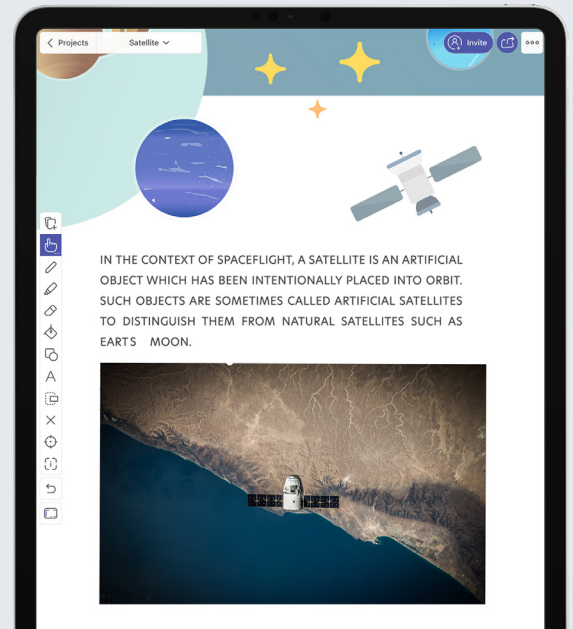 Projects
Satellite
Invite
IN THE CONTEXT OF SPACEFLIGHT, A SATELLITE IS AN ARTIFICIAL
OBJECT WHICH HAS BEEN INTENTIONALLY PLACED INTO ORBIT.
SUCH OBJECTS ARE SOMETIMES CALLED ARTIFICIAL SATELLITES
TO DISTINGUISH THEM FROM NATURAL SATELLITES SUCH AS
EARTS MOON.